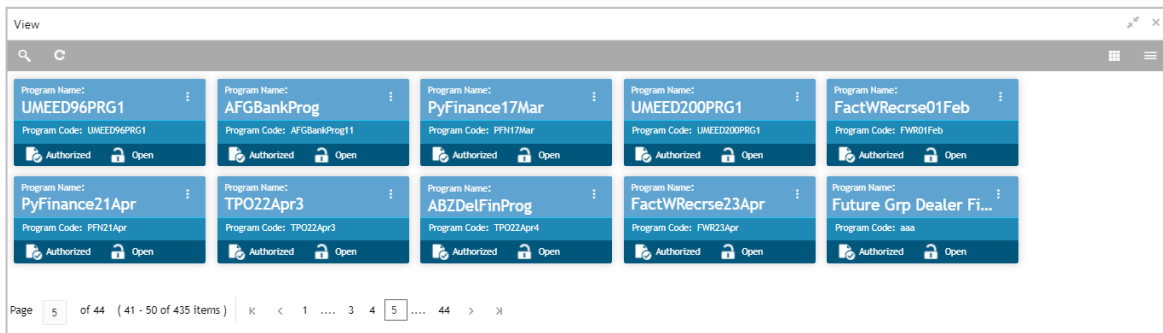 View
Program Name: Program Name: Program Name: Program Name: Program Name:
UMEED96PRG1 AFGBankProg PyFinance17Mar UMEED200PRG1 FactWRecrse01Feb
Program Code: UMEED96PRG1 Program Code: AFGBankProg11 Program Code: PFN17Mar Program Code: UMEED200PRG1 Program Code: FWR01Feb
Authorized Open Authorized Open Authorized Open Authorized Open Authorized Open
Program Name: Program Name: Program Name: Program Name: Program Name:
PyFinance21Apr TPO22Apr3 ABZDelFinProg FactWRecrse23Apr Future Grp Dealer Fi...
Program Code: PFN21Apr Program Code: TPO22Apr3 Program Code: TPO22Apr4 Program Code: FWR23Apr Program Code: aaa
Authorized Open Authorized Open Authorized Open Authorized Open Authorized Open
Page 5 of 44 ( 41 - 50 of 435 items ) 1 .... 3 4 5 .... 44